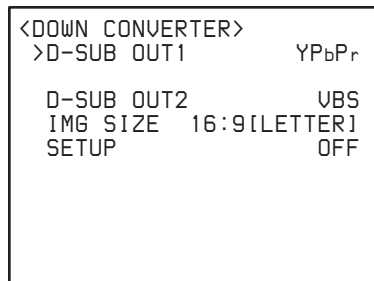 <DOWN CONVERTER>
>D-SUB OUT1 YPbPr
D-SUB OUT2 VBS
IMG SIZE 16:9[LETTER]
SETUP OFF